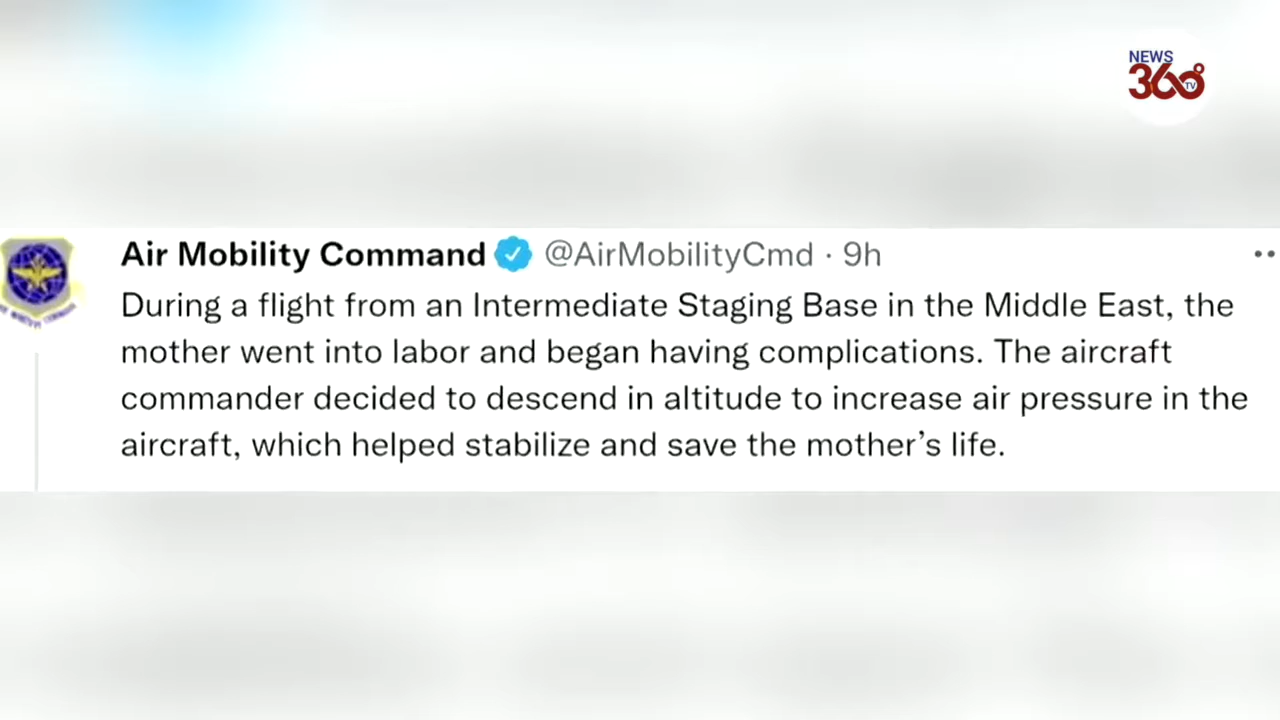 NEWS
360°
TV
Air Mobility Command @AirMobilityCmd · 9h
During a flight from an Intermediate Staging Base in the Middle East, the
mother went into labor and began having complications. The aircraft
commander decided to descend in altitude to increase air pressure in the
aircraft, which helped stabilize and save the mother’s life.